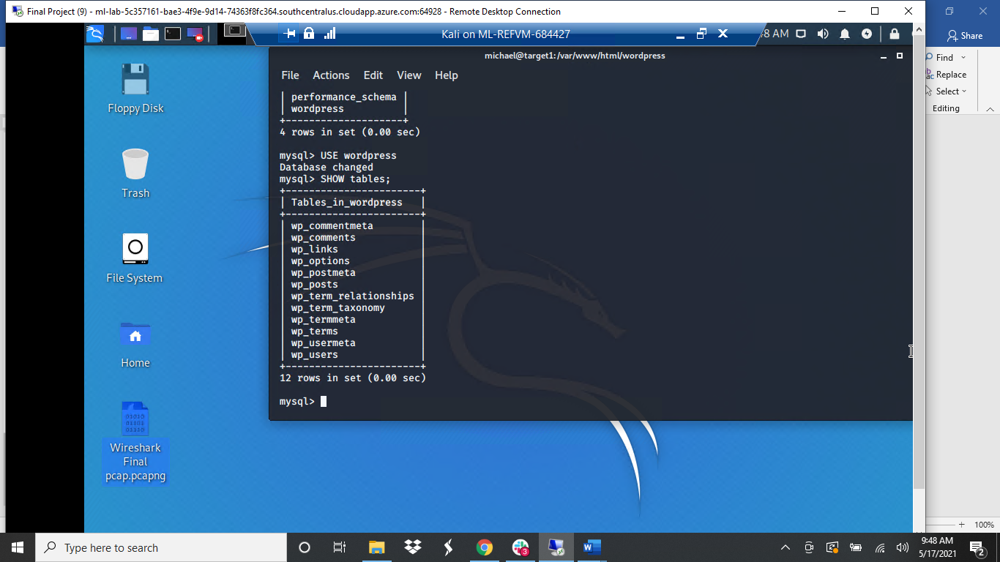 Final Project (9) - ml-lab-5c357161-bae3-4f9e-9d14-74363f8fc364.southcentralus.cloudapp.azure.com:64928 - Remote Desktop Connection
Share
Kali on ML-REFVM-684427
8 AM
Find
Replace
Select
Editing
michael@target1: /var/www/html/wordpress
File Actions Edit View Help
| performance_schema |
| wordpress |
+--------------------+
4 rows in set (0.00 sec)
mysql> USE wordpress
Database changed
mysql> SHOW tables;
+-----------------------+
| Tables_in_wordpress |
+-----------------------+
| wp_commentmeta |
| wp_comments |
| wp_links |
| wp_options |
| wp_postmeta |
| wp_posts |
| wp_term_relationships |
| wp_term_taxonomy |
| wp_termmeta |
| wp_terms |
| wp_usermeta |
| wp_users |
+-----------------------+
12 rows in set (0.00 sec)
mysql>
Floppy Disk
Trash
File System
Home
Wireshark
Final
pcap.pcapng
100%
Type here to search
3
W
9:48 AM
5/17/2021
2